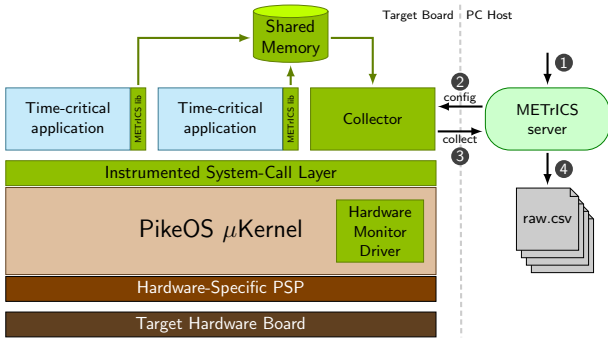 Target Board
PC Host
Shared
Memory
1
2
config
Time-critical
application
METrICS lib
Time-critical
application
METrICS lib
Collector
METrICS
server
collect
3
4
Instrumented System-Call Layer
PikeOS μKernel
Hardware
Monitor
Driver
raw.csv
Hardware-Specific PSP
Target Hardware Board